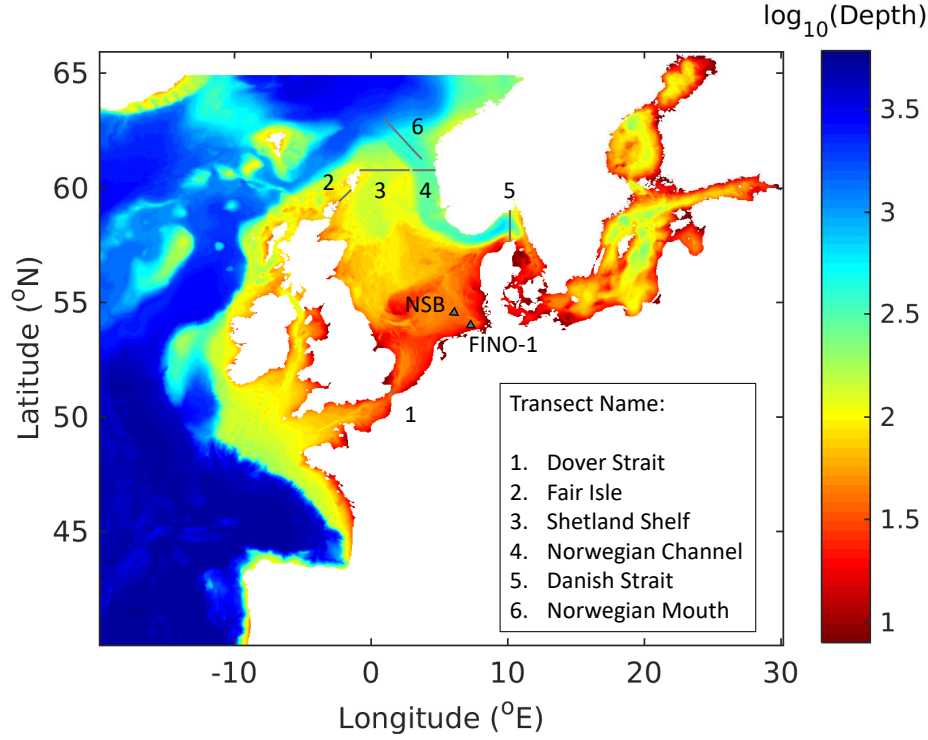 log10(Depth)
65
60
55
50
45
Latitude (oN)
-10
0
10
20
30
Longitude (oE)
3.5
3
2.5
2
1.5
1
6
2
3
4
5
NSB
FINO-1
1
Transect Name:
1. Dover Strait
2. Fair Isle
3. Shetland Shelf
4. Norwegian Channel
5. Danish Strait
6. Norwegian Mouth